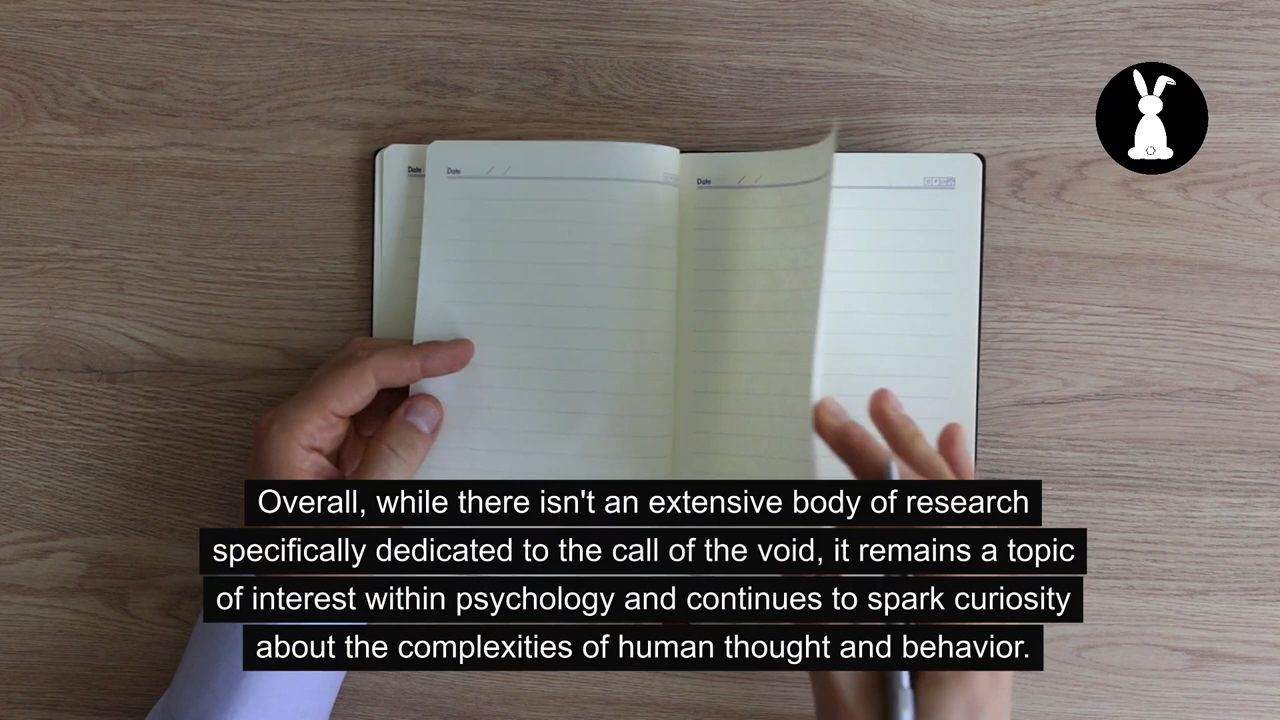 Date / /
Date
Date / /
Overall, while there isn't an extensive body of research
specifically dedicated to the call of the void, it remains a topic
of interest within psychology and continues to spark curiosity
about the complexities of human thought and behavior.